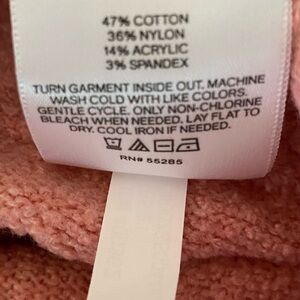 47% COTTON
36% NYLON
14% ACRYLIC
3% SPANDEX
TURN GARMENT INSIDE OUT. MACHINE
WASH COLD WITH LIKE COLORS.
GENTLE CYCLE. ONLY NON-CHLORINE
BLEACH WHEN NEEDED. LAY FLAT TO
DRY. COOL IRON IF NEEDED.
RN# 55285